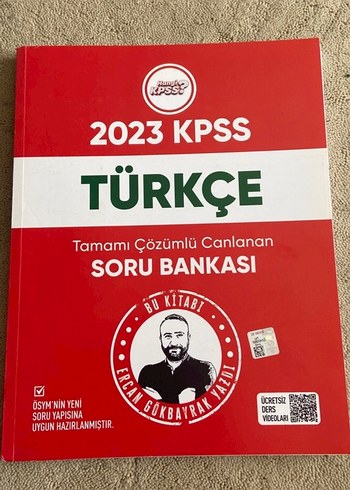 Hangi
KPSS?
2023 KPSS
TÜRKÇE
Tamamı Çözümlü Canlanan
SORU BANKASI
BU KİTABI
ERCAN GÖKBAYRAK YAZDI
ÖSYM'NİN YENİ
SORU YAPISINA
UYGUN HAZIRLANMIŞTIR.
ÜCRETSİZ
DERS
VİDEOLARI